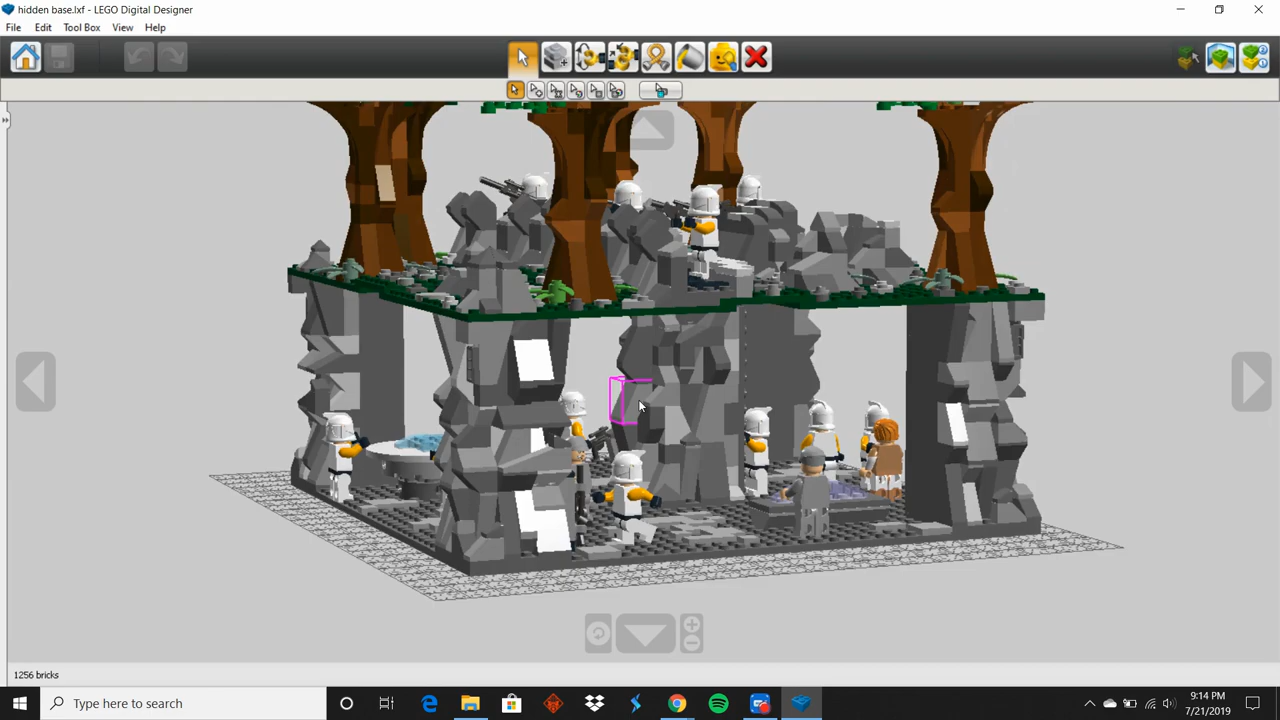 hidden base.lxf - LEGO Digital Designer
File Edit Tool Box View Help
1256 bricks
Type here to search
9:14 PM
7/21/2019